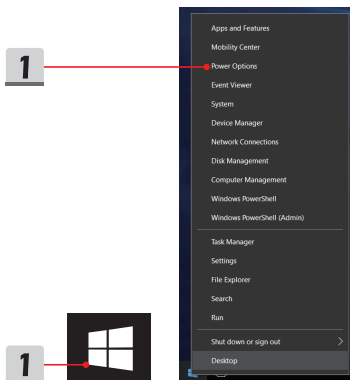 Apps and Features
Mobility Center
1
Power Options
Event Viewer
System
Device Manager
Network Connections
Disk Management
Computer Management
Windows PowerShell
Windows PowerShell (Admin)
Task Manager
Settings
File Explorer
Search
Run
Shut down or sign out
Desktop
1